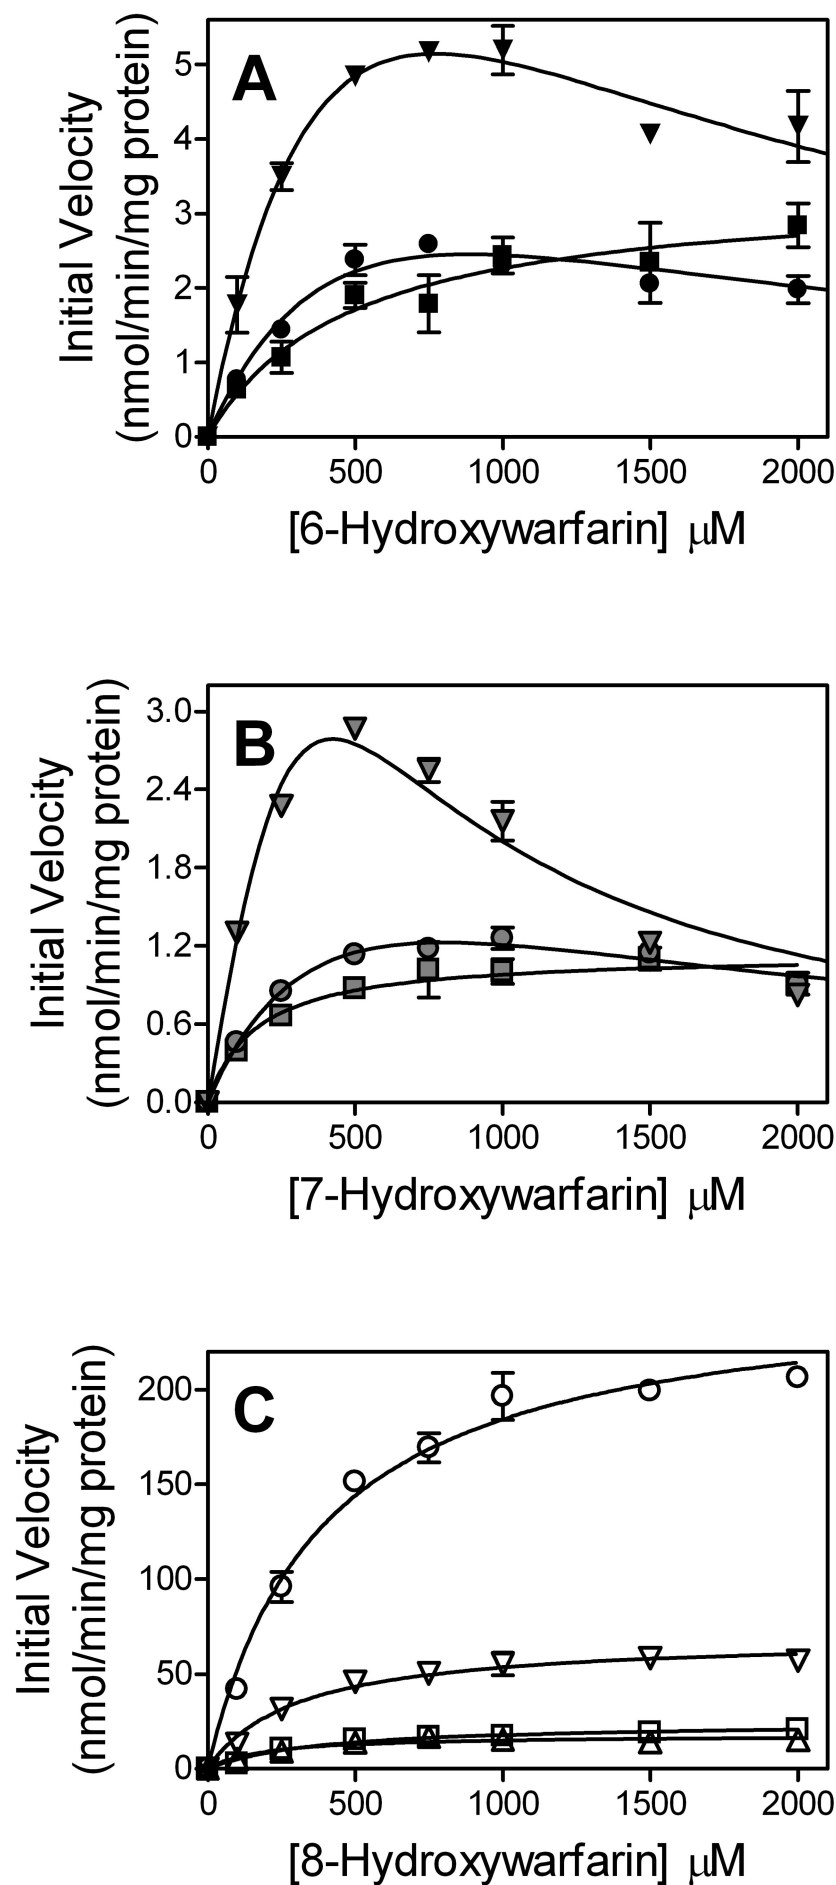 A
Initial Velocity
(nmol/min/mg protein)
5
4
3
2
1
0
0 500 1000 1500 2000
[6-Hydroxywarfarin] μM
B
Initial Velocity
(nmol/min/mg protein)
3.0
2.4
1.8
1.2
0.6
0.0
0 500 1000 1500 2000
[7-Hydroxywarfarin] μM
C
Initial Velocity
(nmol/min/mg protein)
200
150
100
50
0
0 500 1000 1500 2000
[8-Hydroxywarfarin] μM